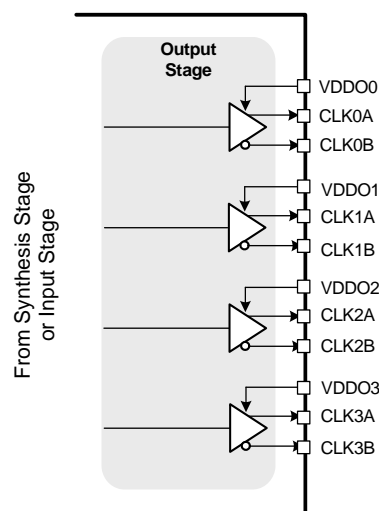 Output
Stage
VDDO0
CLK0A
CLK0B
VDDO1
CLK1A
CLK1B
VDDO2
CLK2A
CLK2B
VDDO3
CLK3A
CLK3B
From Synthesis Stage
or Input Stage